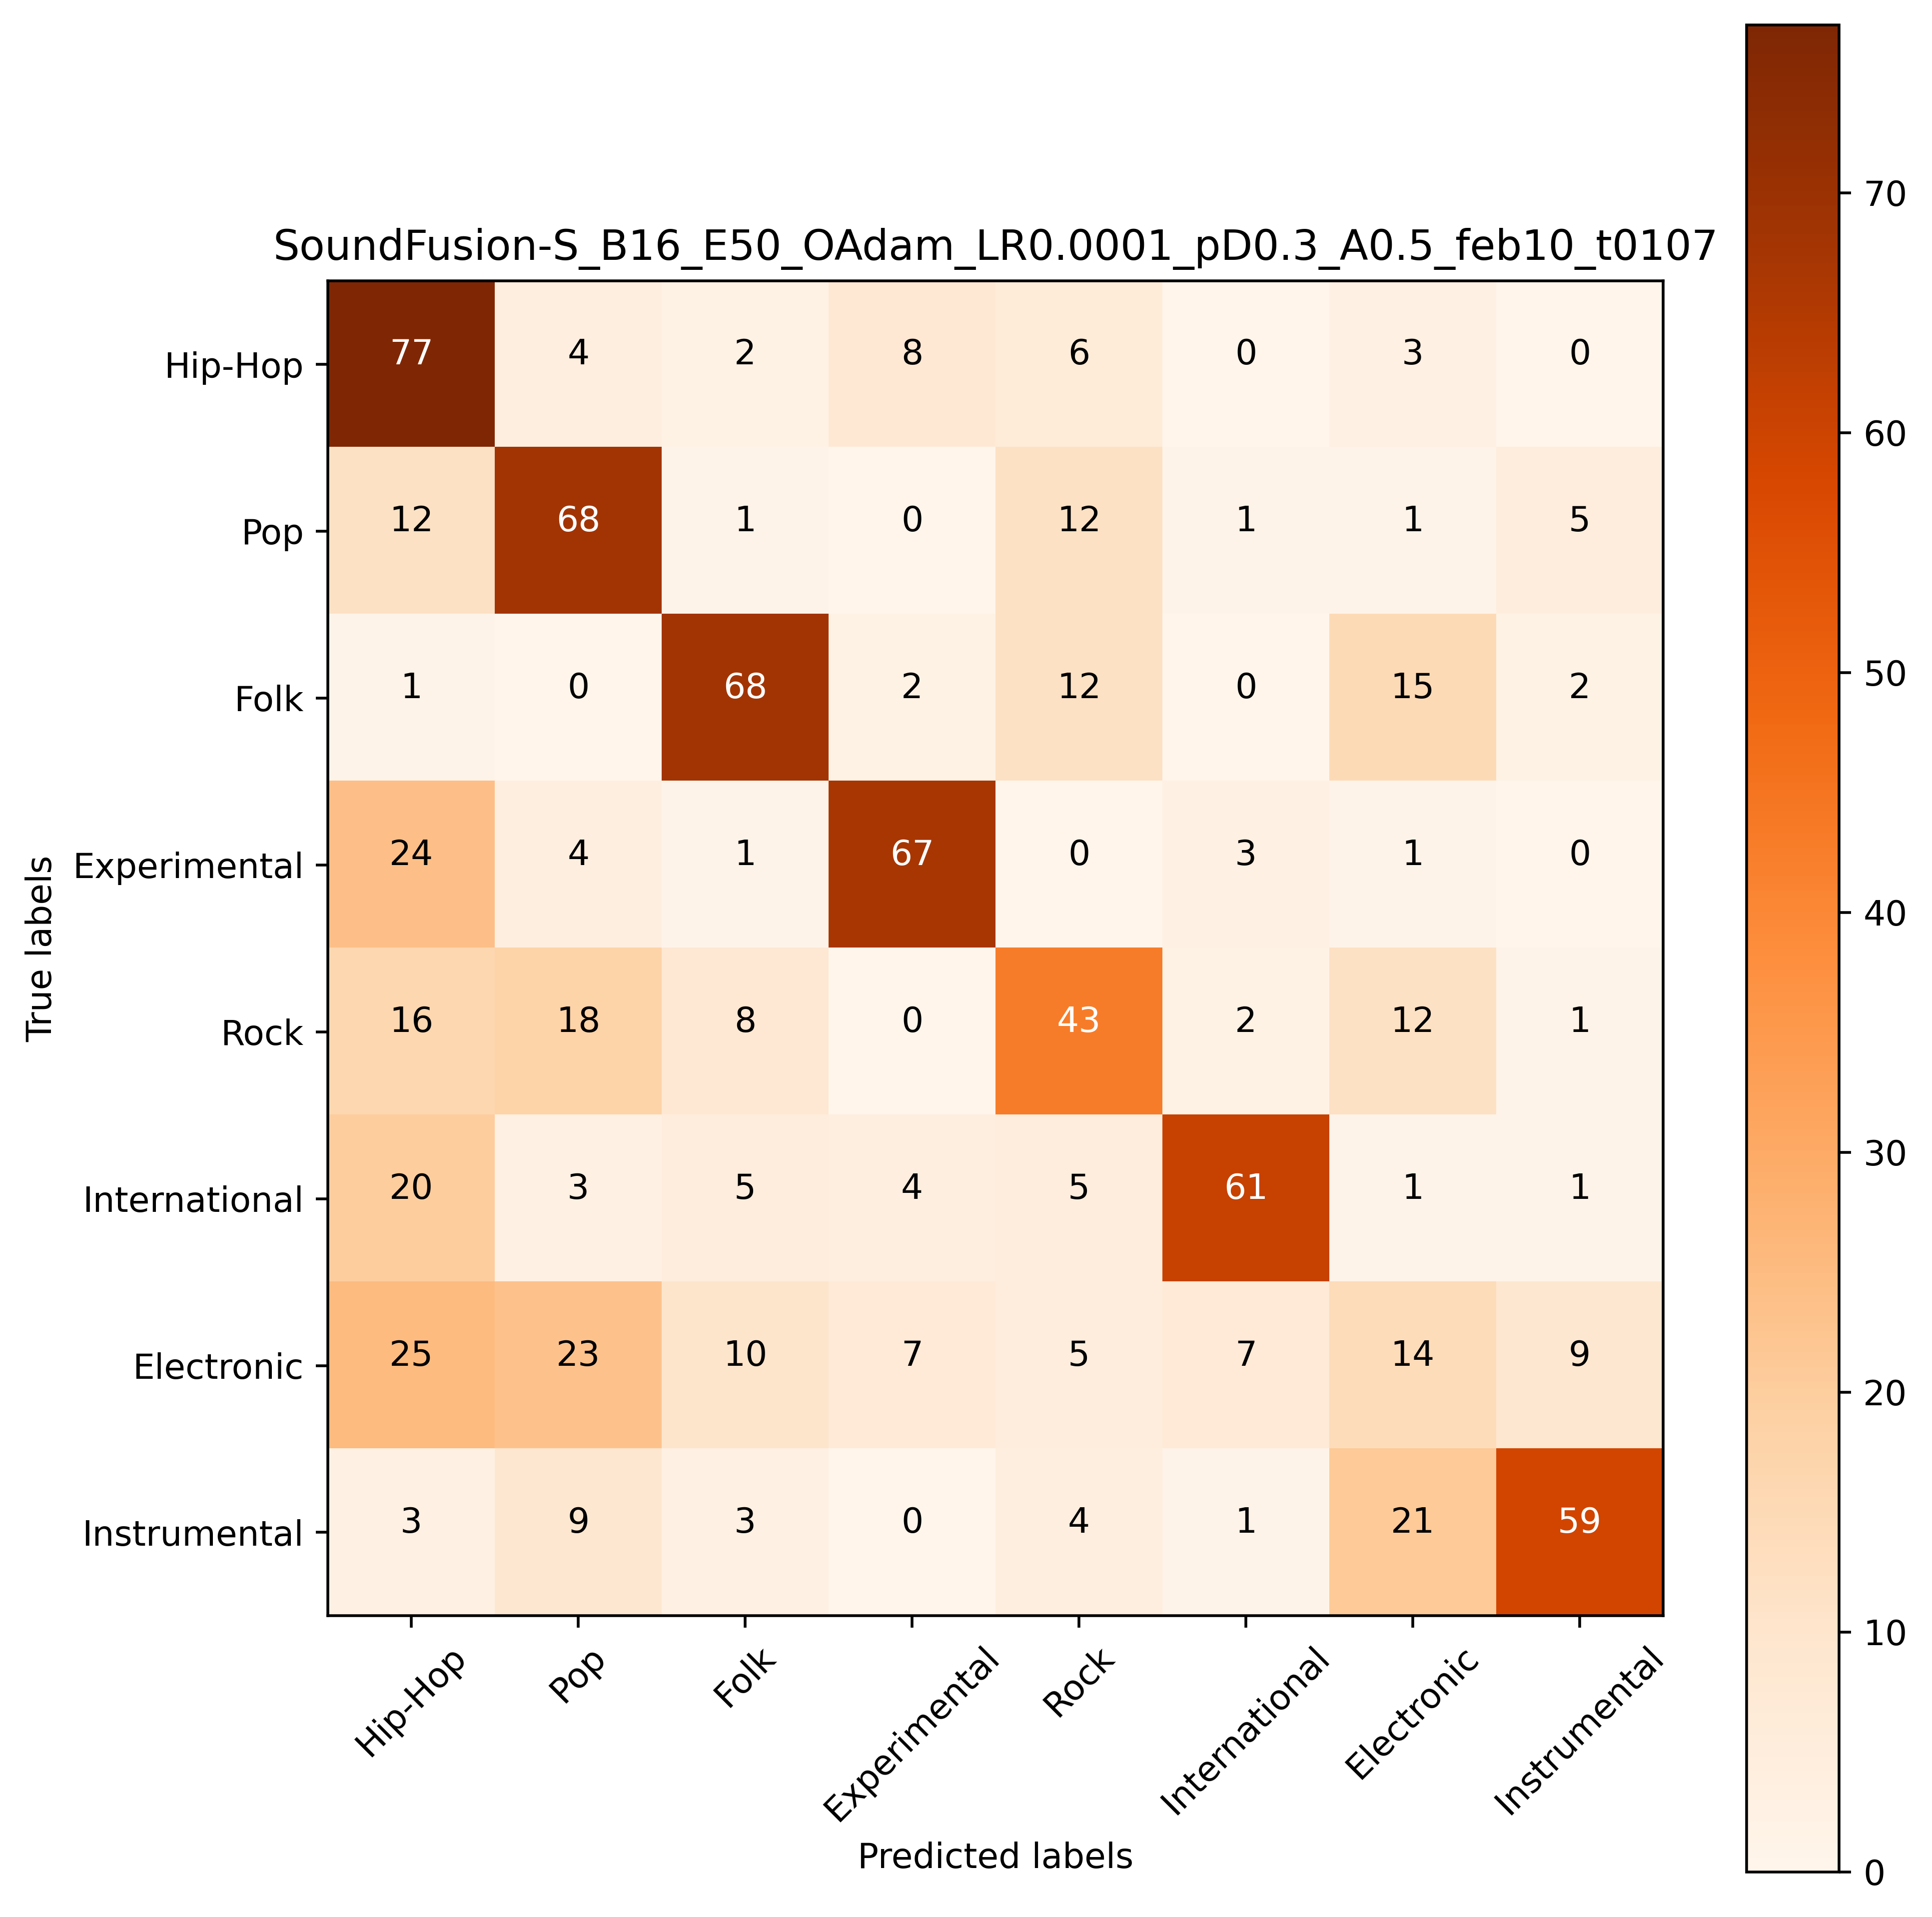 SoundFusion-S_B16_E50_OAdam_LR0.0001_pD0.3_A0.5_feb10_t0107
True labels
Hip-Hop 77 4 2 8 6 0 3 0
Pop 12 68 1 0 12 1 1 5
Folk 1 0 68 2 12 0 15 2
Experimental 24 4 1 67 0 3 1 0
Rock 16 18 8 0 43 2 12 1
International 20 3 5 4 5 61 1 1
Electronic 25 23 10 7 5 7 14 9
Instrumental 3 9 3 0 4 1 21 59
Hip-Hop Pop Folk Experimental Rock International Electronic Instrumental
Predicted labels
70
60
50
40
30
20
10
0